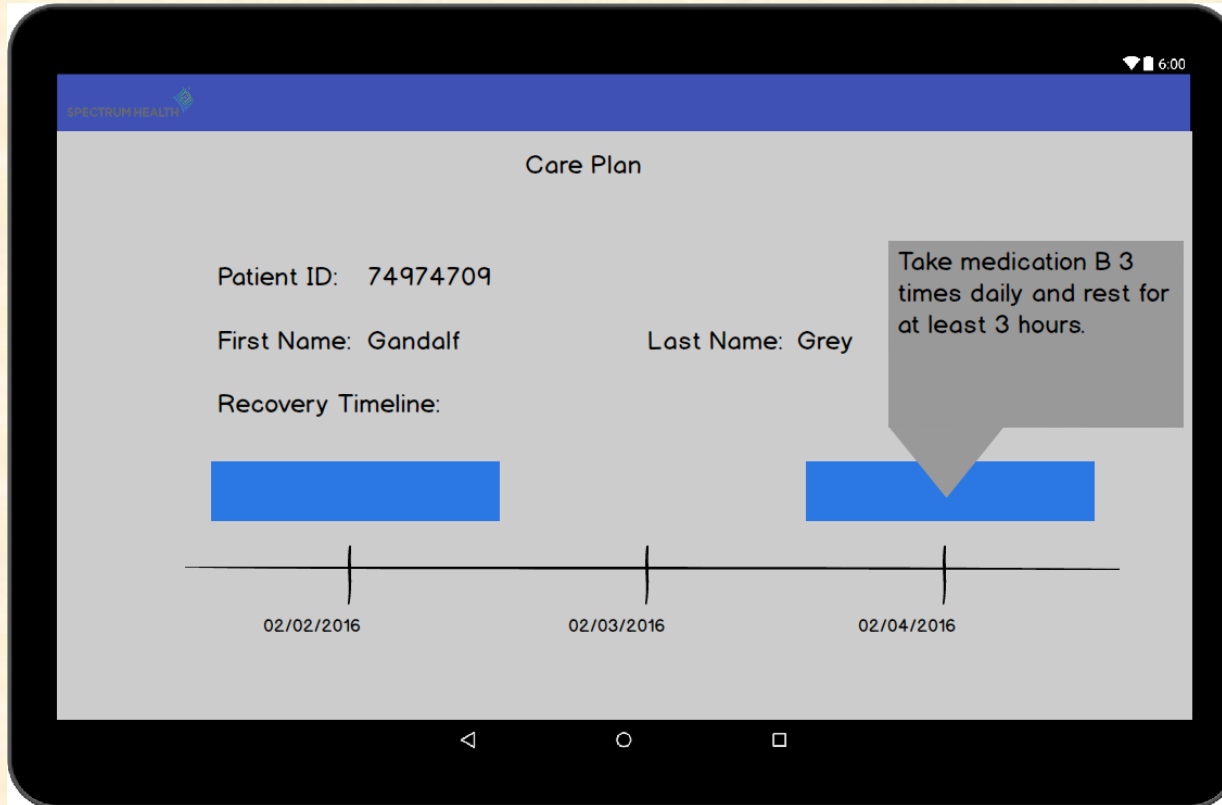 6:00
SPECTRUM HEALTH
Care Plan
Patient ID: 74974709
First Name: Gandalf Last Name: Grey
Take medication B 3
times daily and rest for
at least 3 hours.
Recovery Timeline:
02/02/2016 02/03/2016 02/04/2016